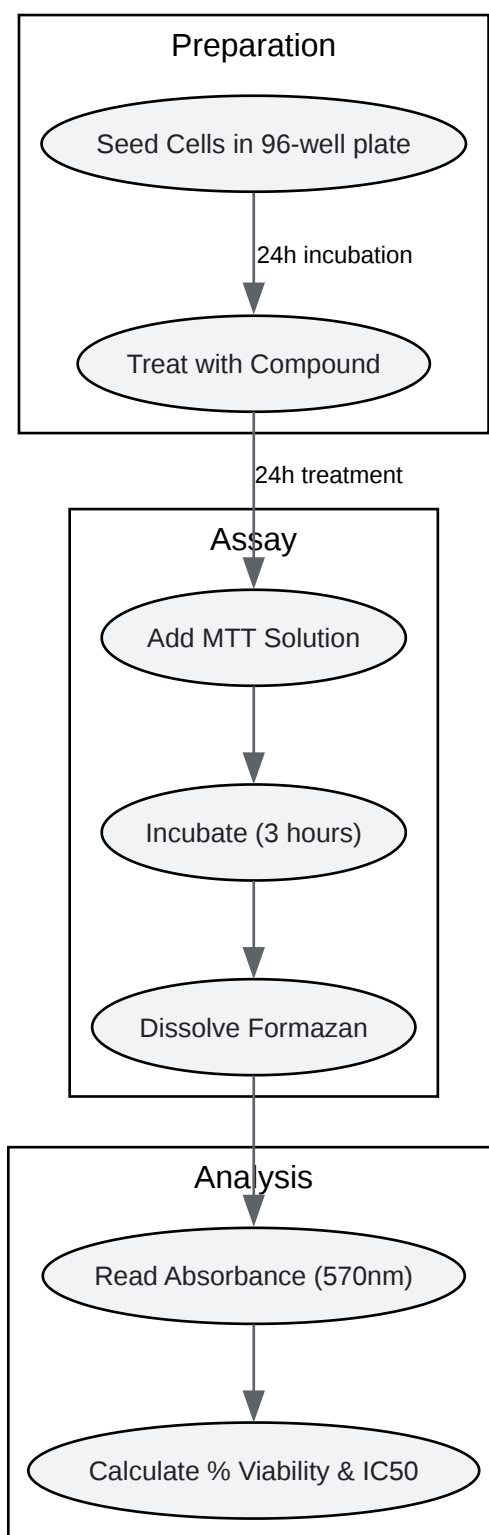 Preparation
Seed Cells in 96-well plate
24h incubation
Treat with Compound
24h treatment
Assay
Add MTT Solution
Incubate (3 hours)
Dissolve Formazan
Analysis
Read Absorbance (570nm)
Calculate % Viability & IC50